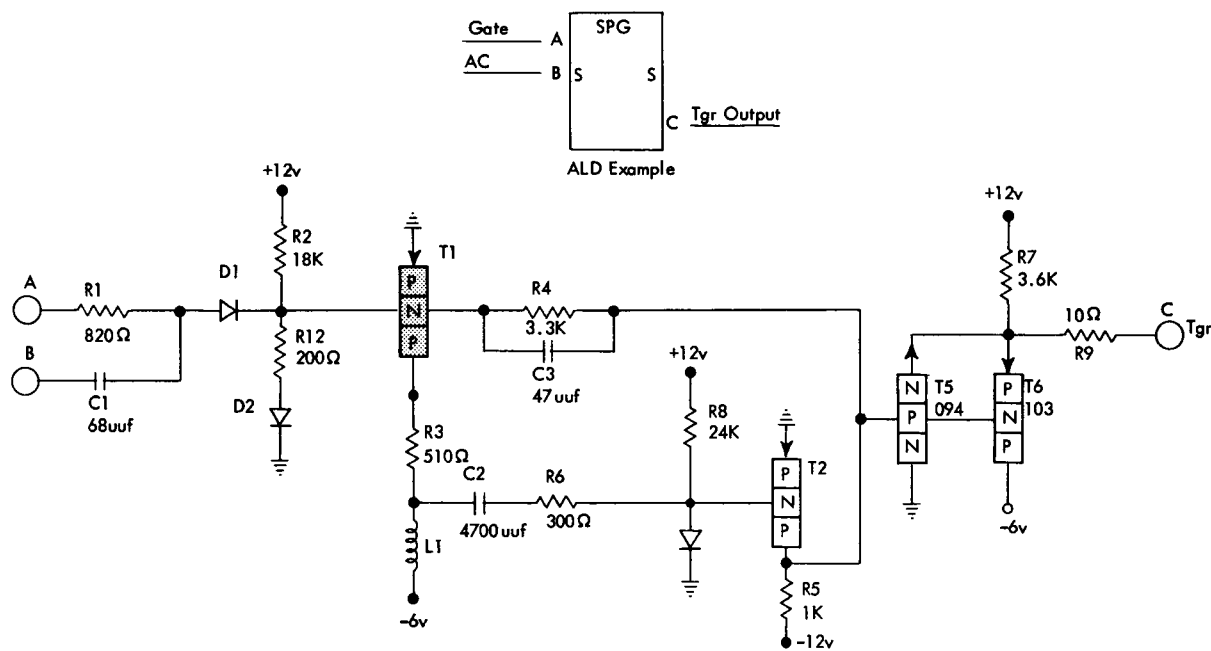 Gate A SPG
AC B S S
C Tgr Output
ALD Example
+12v
R2
18K
T1
P
N
P
A
R1
820Ω
D1
B
C1
68uuf
R12
200Ω
D2
R4
3.3K
C3
47uuf
R3
510Ω
C2
4700uuf
R6
300Ω
L1
-6v
+12v
R8
24K
T2
P
N
P
R5
1K
-12v
+12v
R7
3.6K
10Ω
R9
C
Tgr
N
P
N
T5
094
P
N
P
T6
103
-6v